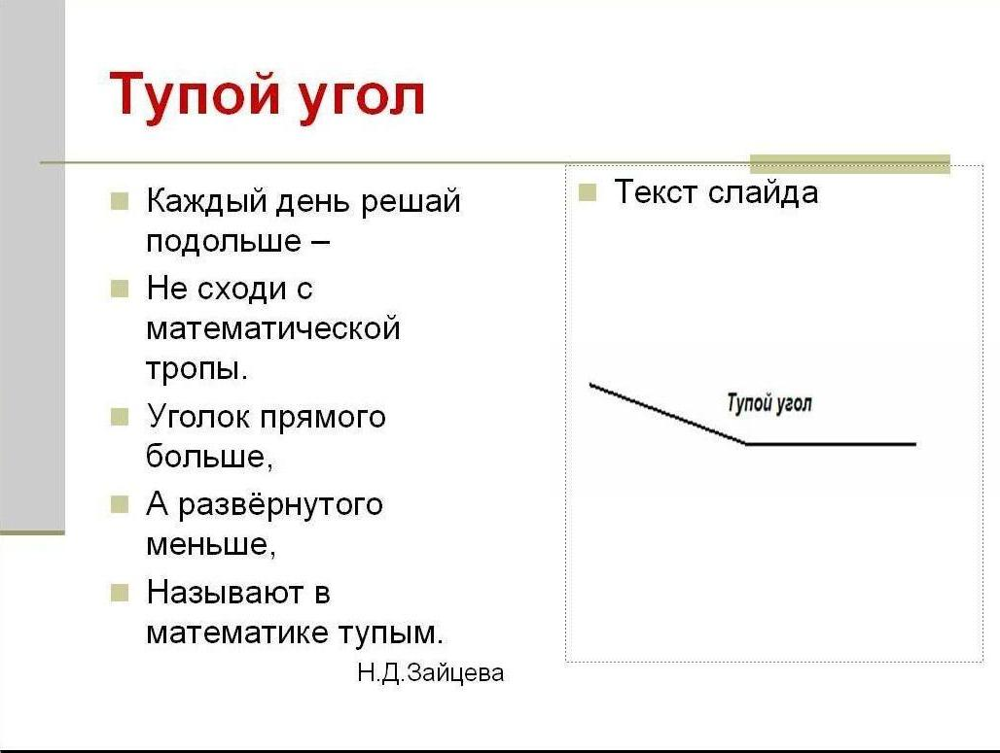 Тупой угол
Каждый день решай
подольше –
Не сходи с
математической
тропы.
Уголок прямого
больше,
А развёрнутого
меньше,
Называют в
математике тупым.
Н.Д.Зайцева
Текст слайда
Тупой угол